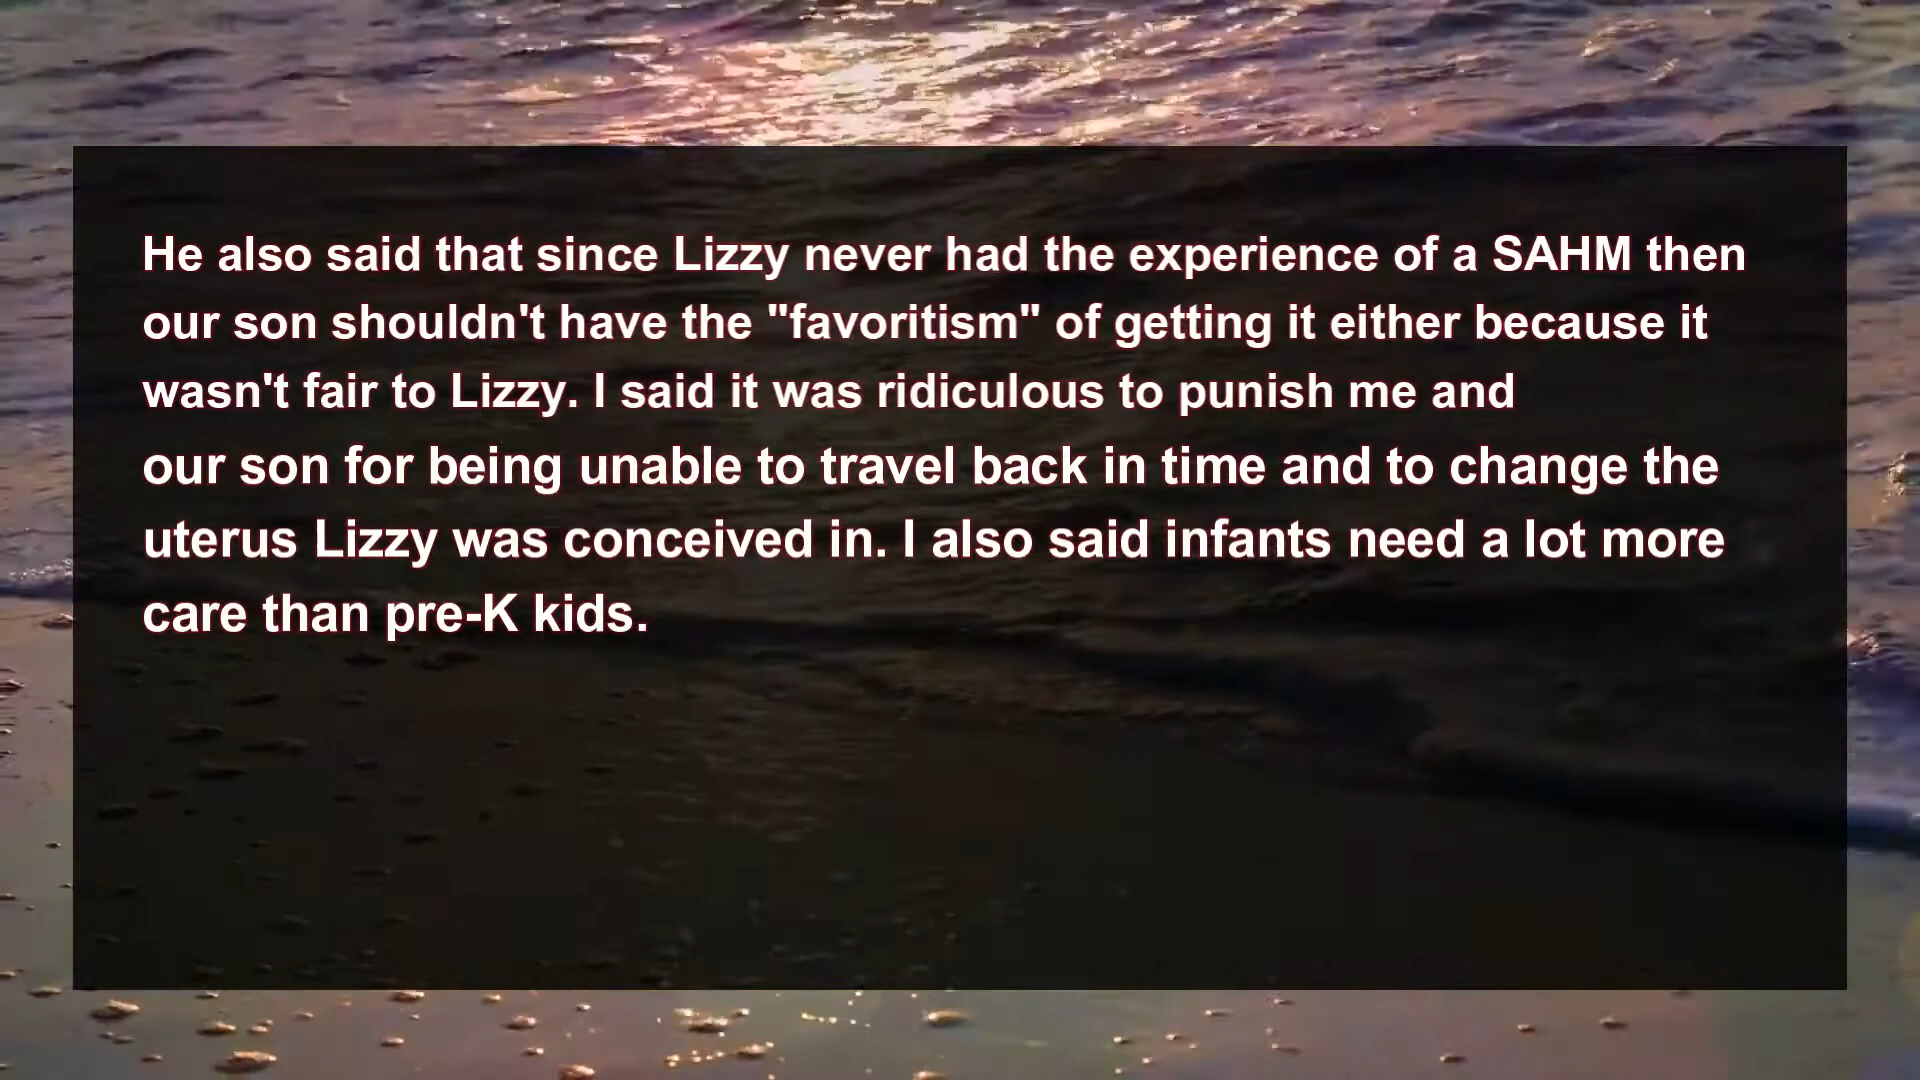 He also said that since Lizzy never had the experience of a SAHM then
our son shouldn't have the "favoritism" of getting it either because it
wasn't fair to Lizzy. I said it was ridiculous to punish me and
our son for being unable to travel back in time and to change the
uterus Lizzy was conceived in. I also said infants need a lot more
care than pre-K kids.